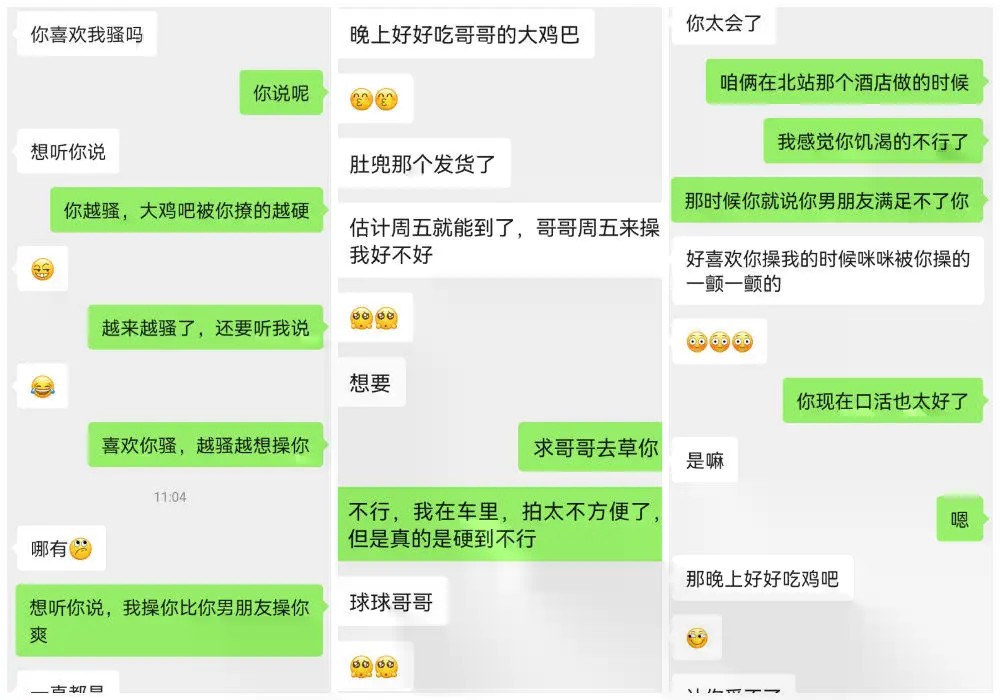 你喜欢我骚吗
你说呢
想听你说
你越骚，大鸡吧被你撩的越硬
越来越骚了，还要听我说
喜欢你骚，越骚越想操你
11:04
哪有
想听你说，我操你比你男朋友操你
爽
一直都是
晚上好好吃哥哥的大鸡巴
肚兜那个发货了
估计周五就能到了，哥哥周五来操
我好不好
想要
求哥哥去草你
不行，我在车里，拍太不方便了，
但是真的是硬到不行
球球哥哥
你太会了
咱俩在北站那个酒店做的时候
我感觉你饥渴的不行了
那时候你就说你男朋友满足不了你
好喜欢你操我的时候咪咪被你操的
一颤一颤的
你现在口活也太好了
是嘛
嗯
那晚上好好吃鸡吧